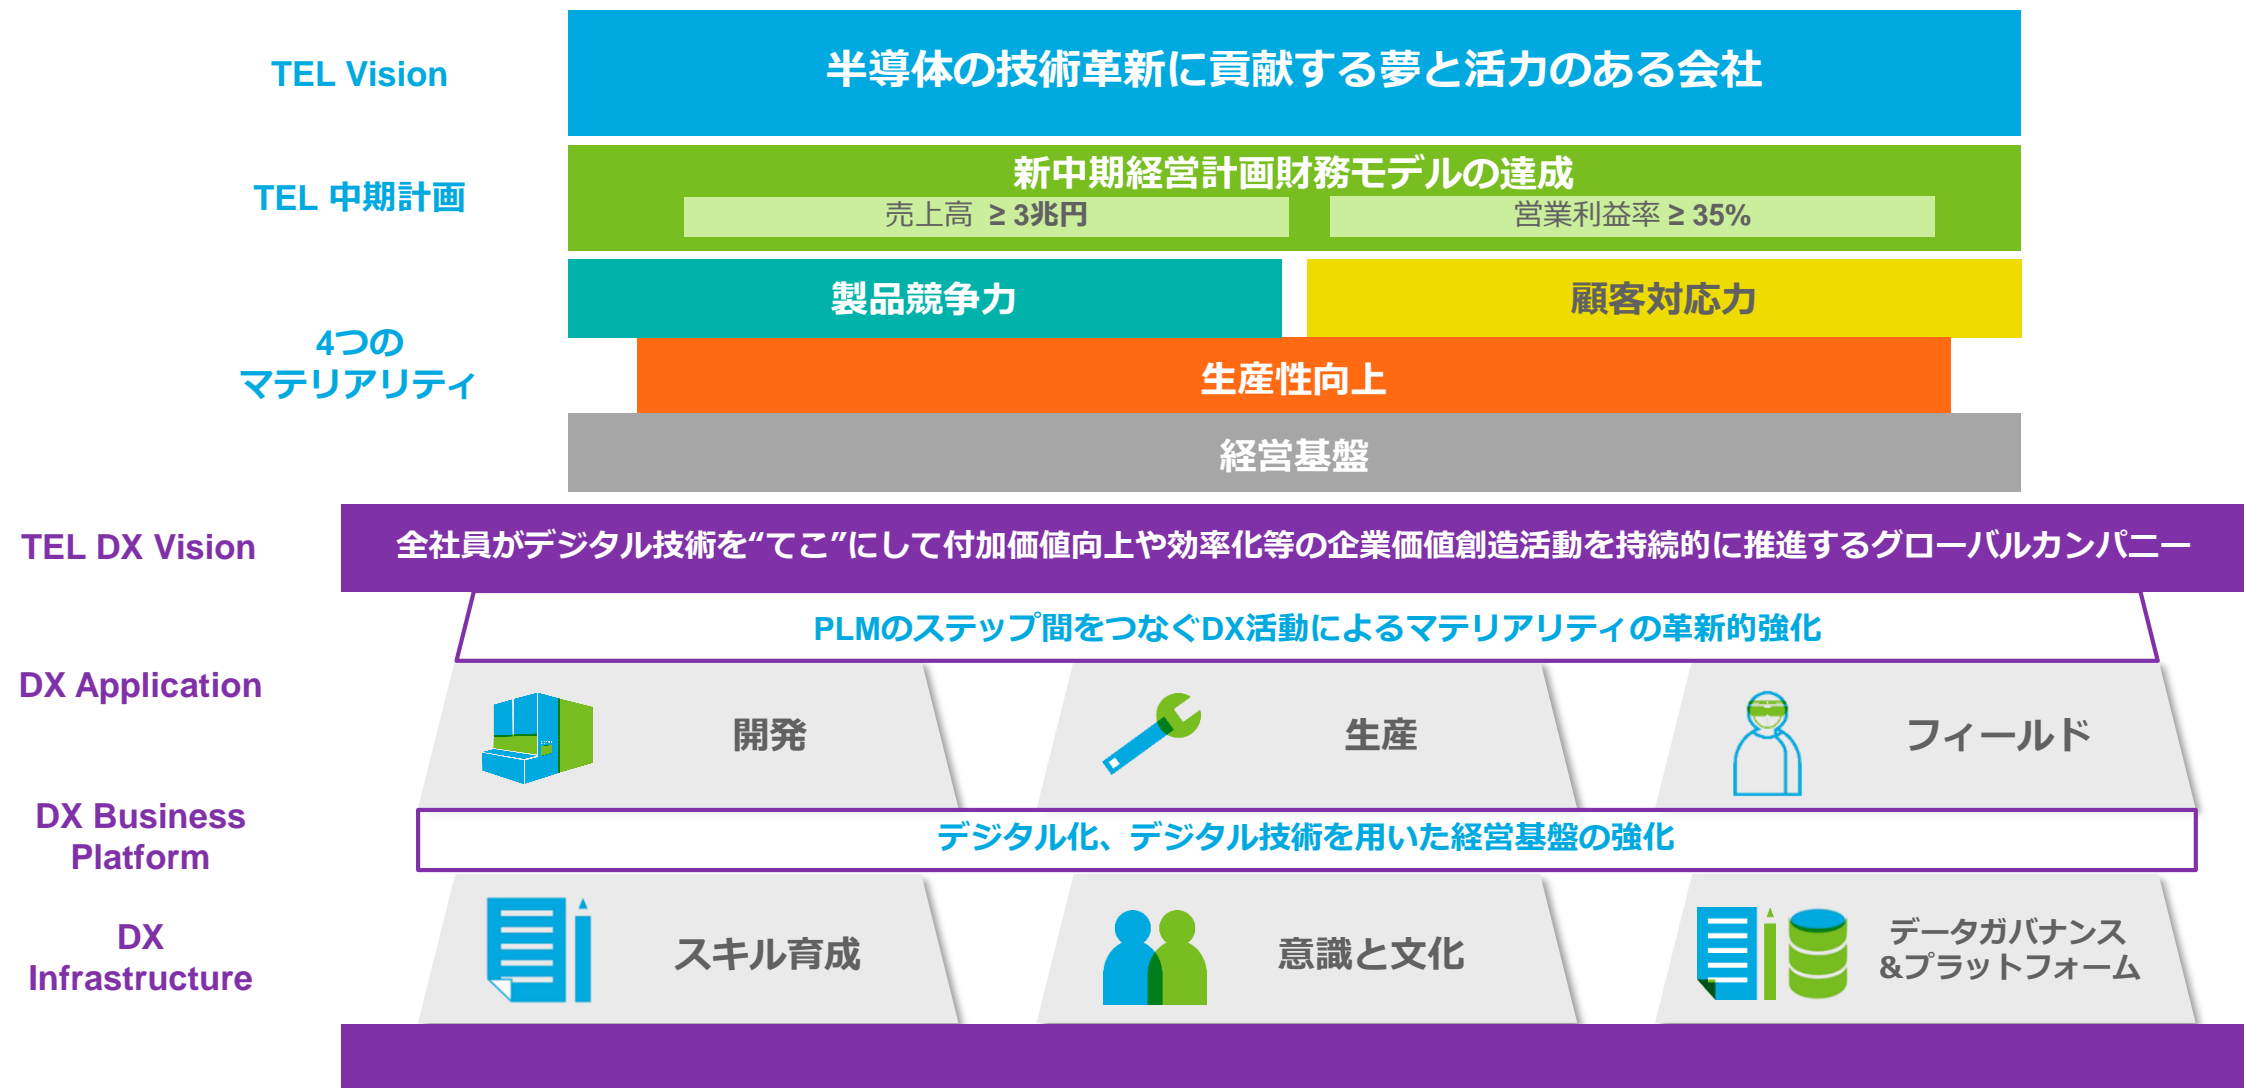 TEL Vision
半導体の技術革新に貢献する夢と活力のある会社
TEL 中期計画
新中期経営計画財務モデルの達成
売上高 ≥ 3兆円
営業利益率 ≥ 35%
4つの
マテリアリティ
製品競争力
顧客対応力
生産性向上
経営基盤
TEL DX Vision
全社員がデジタル技術を“てこ”にして付加価値向上や効率化等の企業価値創造活動を持続的に推進するグローバルカンパニー
PLMのステップ間をつなぐDX活動によるマテリアリティの革新的強化
DX Application
開発
生産
フィールド
DX Business
Platform
デジタル化、デジタル技術を用いた経営基盤の強化
DX
Infrastructure
スキル育成
意識と文化
データガバナンス
&プラットフォーム